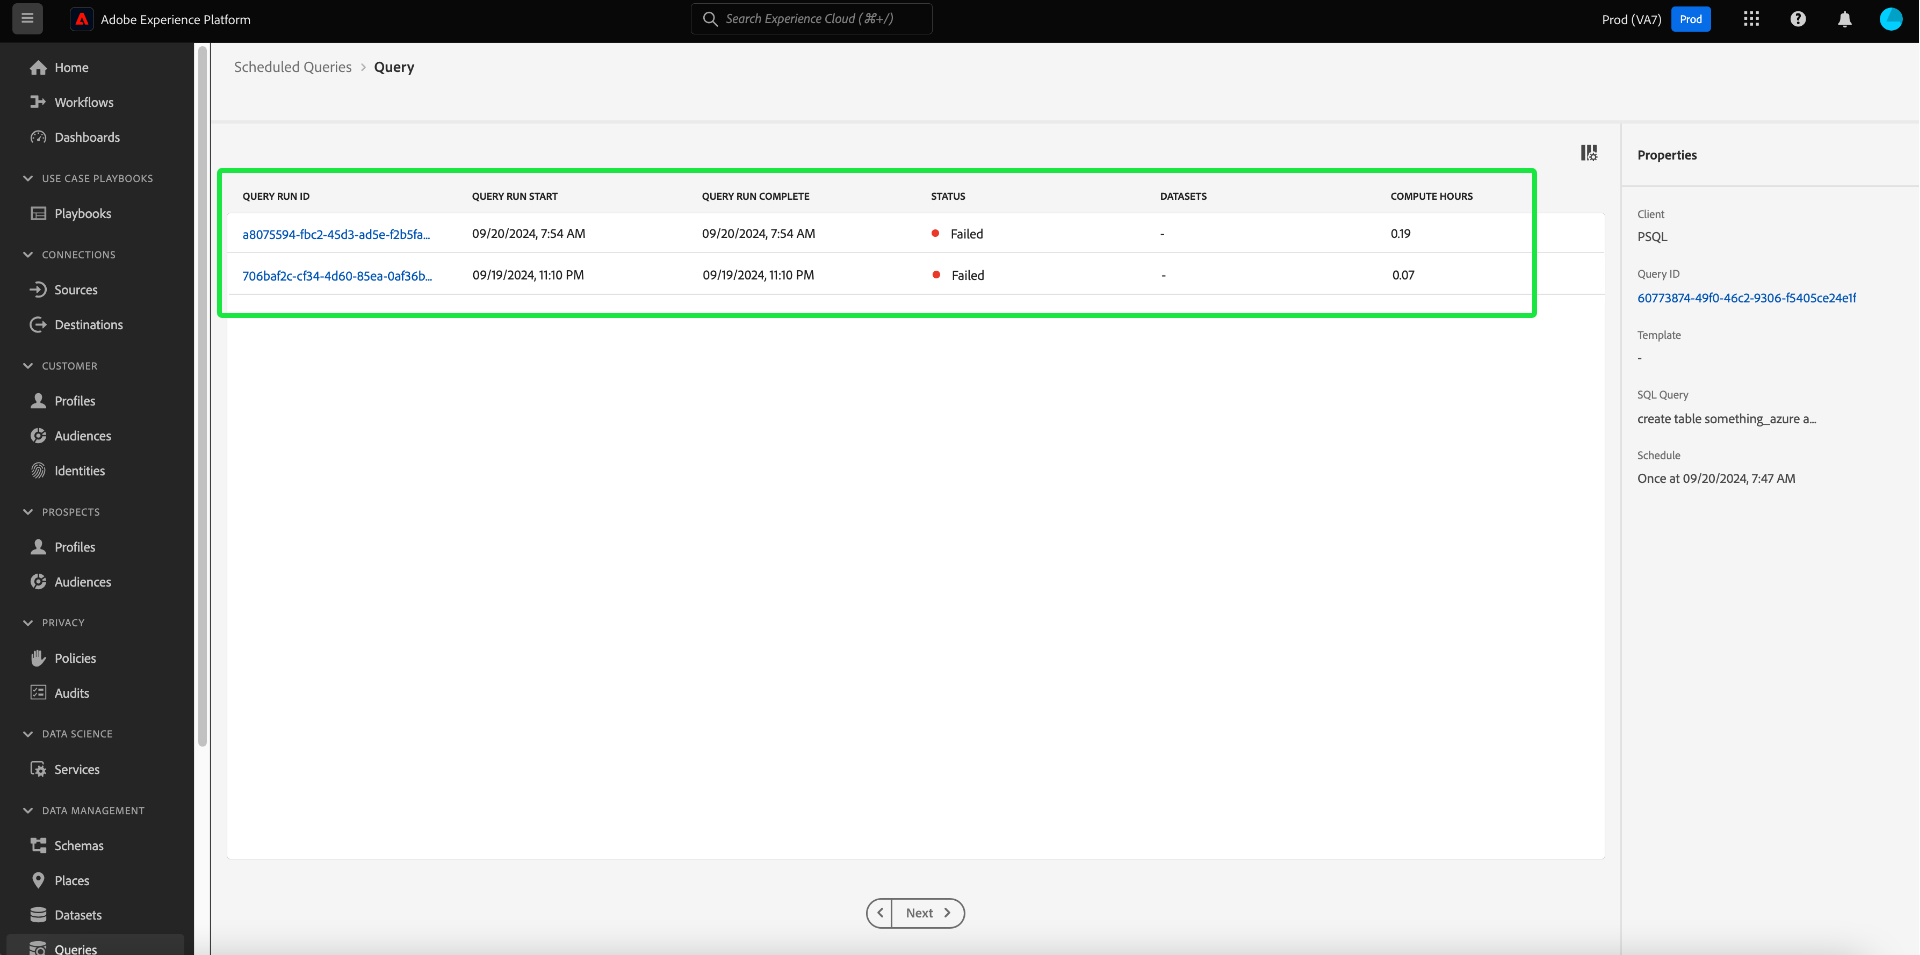 Adobe Experience Platform
Search Experience Cloud (⌘+/)
Prod (VA7)
Prod
Home
Workflows
Dashboards
USE CASE PLAYBOOKS
Playbooks
CONNECTIONS
Sources
Destinations
CUSTOMER
Profiles
Audiences
Identities
PROSPECTS
Profiles
Audiences
PRIVACY
Policies
Audits
DATA SCIENCE
Services
DATA MANAGEMENT
Schemas
Places
Datasets
Queries
Scheduled Queries > Query
QUERY RUN ID QUERY RUN START QUERY RUN COMPLETE STATUS DATASETS COMPUTE HOURS
a8075594-fbc2-45d3-ad5e-f2b5fa... 09/20/2024, 7:54 AM 09/20/2024, 7:54 AM Failed - 0.19
706baf2c-cf34-4d60-85ea-0af36b... 09/19/2024, 11:10 PM 09/19/2024, 11:10 PM Failed - 0.07
Next
Properties
Client
PSQL
Query ID
60773874-49f0-46c2-9306-f5405ce24e1f
Template
-
SQL Query
create table something_azure a...
Schedule
Once at 09/20/2024, 7:47 AM